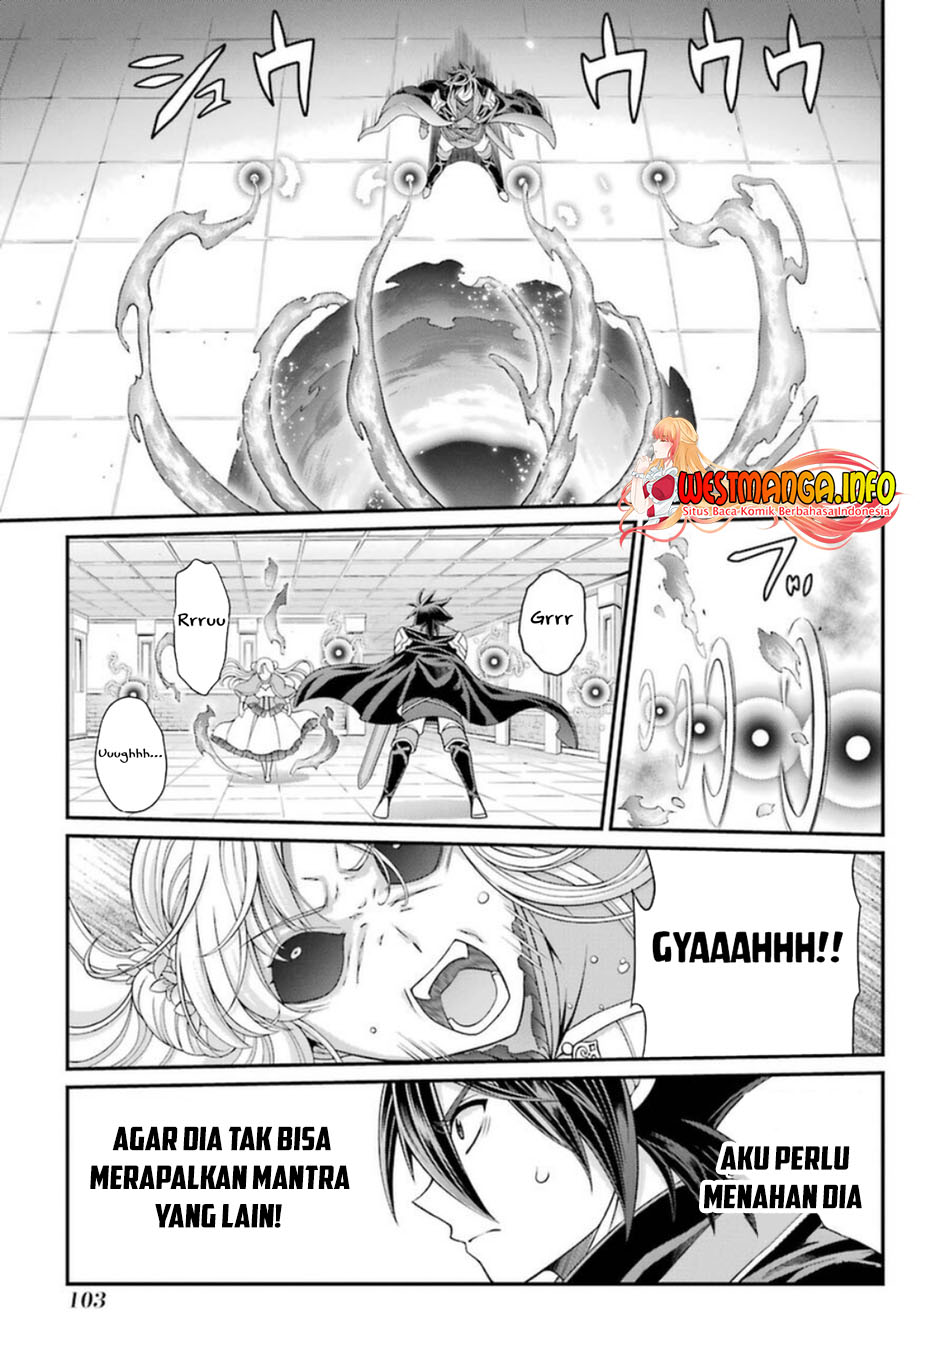 シュウ
ウウウ
WESTMANGA.INFO
Situs Baca Komik Berbahasa Indonesia
フッ
Grrr
Rrruu
Uuughhh...
GYAAAHHH!!
AKU PERLU
MENAHAN DIA
AGAR DIA TAK BISA
MERAPALKAN MANTRA
YANG LAIN!
103